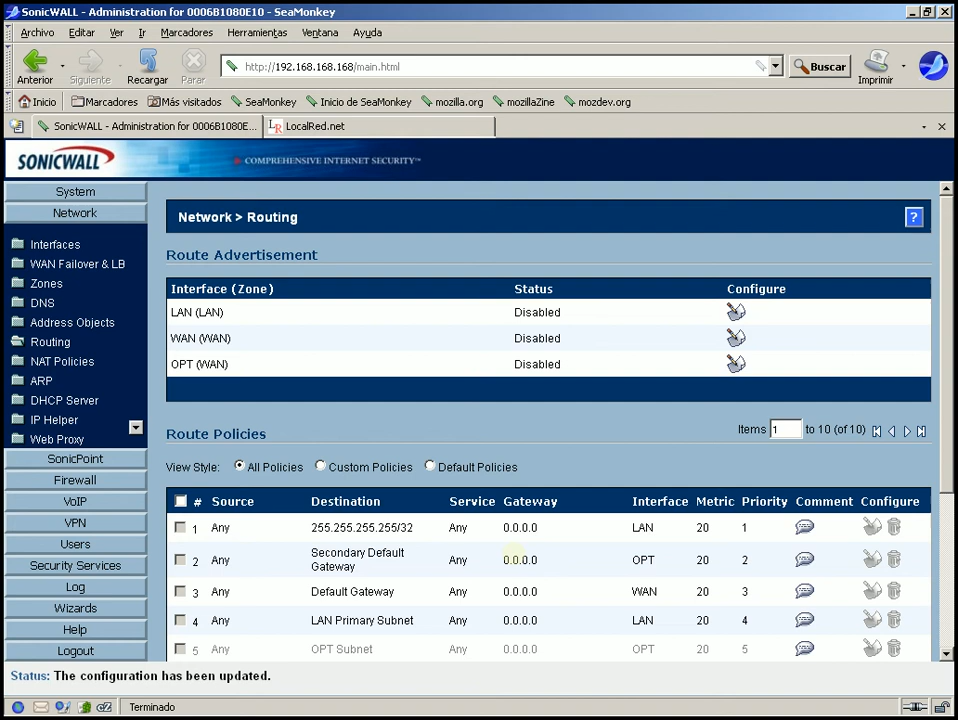 SonicWALL - Administration for 0006B1080E10 - SeaMonkey
Archivo Editar Ver Ir Marcadores Herramientas Ventana Ayuda
Anterior Siguiente Recargar Parar http://192.168.168.168/main.html Buscar Imprimir
Inicio Marcadores Más visitados SeaMonkey Inicio de SeaMonkey mozilla.org mozillaZine mozdev.org
SonicWALL - Administration for 0006B1080E... LR LocalRed.net
SONICWALL COMPREHENSIVE INTERNET SECURITY™
System
Network
Interfaces
WAN Failover & LB
Zones
DNS
Address Objects
Routing
NAT Policies
ARP
DHCP Server
IP Helper
Web Proxy
SonicPoint
Firewall
VoIP
VPN
Users
Security Services
Log
Wizards
Help
Logout
Network > Routing ?
Route Advertisement
Interface (Zone) Status Configure
LAN (LAN) Disabled
WAN (WAN) Disabled
OPT (WAN) Disabled
Route Policies Items 1 to 10 (of 10)
View Style: All Policies Custom Policies Default Policies
# Source Destination Service Gateway Interface Metric Priority Comment Configure
1 Any 255.255.255.255/32 Any 0.0.0.0 LAN 20 1
2 Any Secondary Default Gateway Any 0.0.0.0 OPT 20 2
3 Any Default Gateway Any 0.0.0.0 WAN 20 3
4 Any LAN Primary Subnet Any 0.0.0.0 LAN 20 4
5 Any OPT Subnet Any 0.0.0.0 OPT 20 5
Status: The configuration has been updated.
Terminado